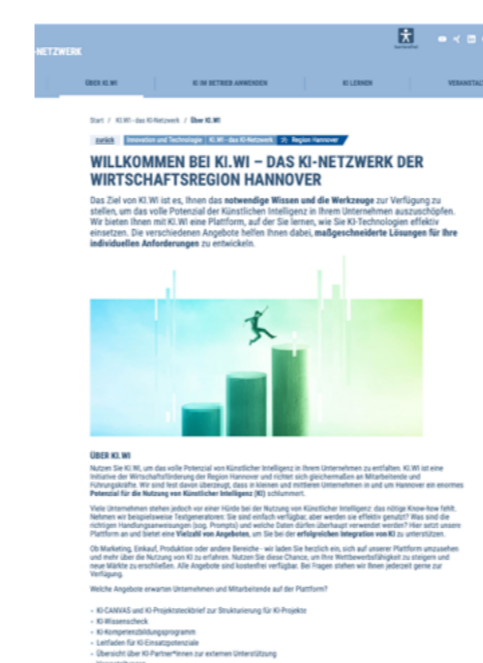 -NETZWERK
ÜBER KI.WI
KI IM BETRIEB ANWENDEN
KI LERNEN
VERANSTALT
Start / KI.WI - das KI-Netzwerk / Über KI.WI
zurück Innovation und Technologie KI.WI - das KI-Netzwerk Region Hannover
WILLKOMMEN BEI KI.WI – DAS KI-NETZWERK DER
WIRTSCHAFTSREGION HANNOVER
Das Ziel von KI.WI ist es, Ihnen das notwendige Wissen und die Werkzeuge zur Verfügung zu
stellen, um das volle Potenzial der Künstlichen Intelligenz in Ihrem Unternehmen auszuschöpfen.
Wir bieten Ihnen mit KI.WI eine Plattform, auf der Sie lernen, wie Sie KI-Technologien effektiv
einsetzen. Die verschiedenen Angebote helfen Ihnen dabei, maßgeschneiderte Lösungen für Ihre
individuellen Anforderungen zu entwickeln.
ÜBER KI.WI
Nutzen Sie KI.WI, um das volle Potenzial von Künstlicher Intelligenz in Ihrem Unternehmen zu entfalten. KI.WI ist eine
Initiative der Wirtschaftsförderung der Region Hannover und richtet sich gleichermaßen an Mitarbeitende und
Führungskräfte. Wir sind fest davon überzeugt, dass in kleinen und mittleren Unternehmen in und um Hannover ein enormes
Potenzial für die Nutzung von Künstlicher Intelligenz (KI) schlummert.
Viele Unternehmen stehen jedoch vor einer Hürde bei der Nutzung von Künstlicher Intelligenz: das nötige Know-how fehlt.
Nehmen wir beispielsweise Textgeneratoren: Sie sind einfach verfügbar, aber werden sie effektiv genutzt? Was sind die
richtigen Handlungsanweisungen (sog. Prompts) und welche Daten dürfen überhaupt verwendet werden? Hier setzt unsere
Plattform an und bietet eine Vielzahl von Angeboten, um Sie bei der erfolgreichen Integration von KI zu unterstützen.
Ob Marketing, Einkauf, Produktion oder andere Bereiche - wir laden Sie herzlich ein, sich auf unserer Plattform umzusehen
und mehr über die Nutzung von KI zu erfahren. Nutzen Sie diese Chance, um Ihre Wettbewerbsfähigkeit zu steigern und
neue Märkte zu erschließen. Alle Angebote sind kostenfrei verfügbar. Bei Fragen stehen wir Ihnen jederzeit gerne zur
Verfügung.
Welche Angebote erwarten Unternehmen und Mitarbeitende auf der Plattform?
- KI-CANVAS und KI-Projektsteckbrief zur Strukturierung für KI-Projekte
- KI-Wissenscheck
- KI-Kompetenzbildungsprogramm
- Leitfaden für KI-Einsatzpotenziale
- Übersicht über KI-Partner*innen zur externen Unterstützung